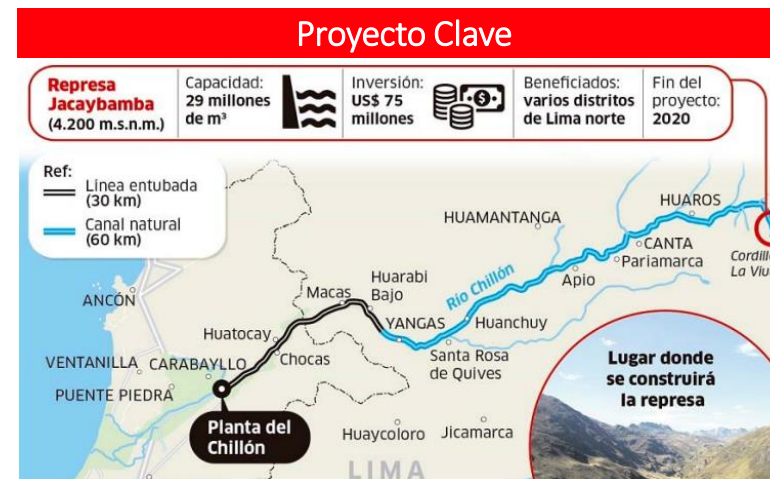 Proyecto Clave
Represa
Jacaybamba
(4.200 m.s.n.m.)
Capacidad:
29 millones
de m³
Inversión:
US$ 75
millones
Beneficiados:
varios distritos
de Lima norte
Fin del
proyecto:
2020
Ref:
Línea entubada
(30 km)
Canal natural
(60 km)
HUAROS
HUAMANTANGA
CANTA
Pariamarca
Cordill
La Viu
Apio
Río Chillón
Huarabi
Bajo
Macas
ANCÓN
YANGAS
Huanchuy
Huatocay
Chocas
Santa Rosa
de Quives
VENTANILLA
CARABAYLLO
PUENTE PIEDRA
Planta del
Chillón
Huaycoloro
Jicamarca
LIMA
Lugar donde
se construirá
la represa